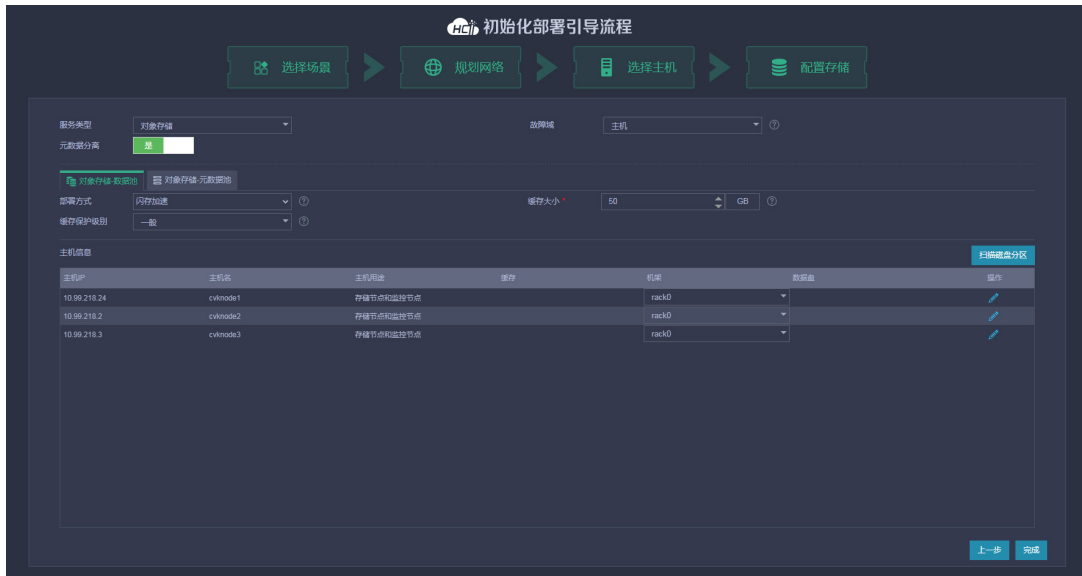 HCI 初始化部署引导流程
选择场景 规划网络 选择主机 配置存储
服务类型 对象存储 故障域 主机
元数据分离 是
对象存储-数据池 对象存储-元数据池
部署方式 闪存加速 缓存大小 * 50 GB
缓存保护级别 一般
主机信息 扫描磁盘分区
主机IP 主机名 主机用途 缓存 机架 数据盘 操作
10.99.218.24 cvknode1 存储节点和监控节点 rack0
10.99.218.2 cvknode2 存储节点和监控节点 rack0
10.99.218.3 cvknode3 存储节点和监控节点 rack0
上一步 完成